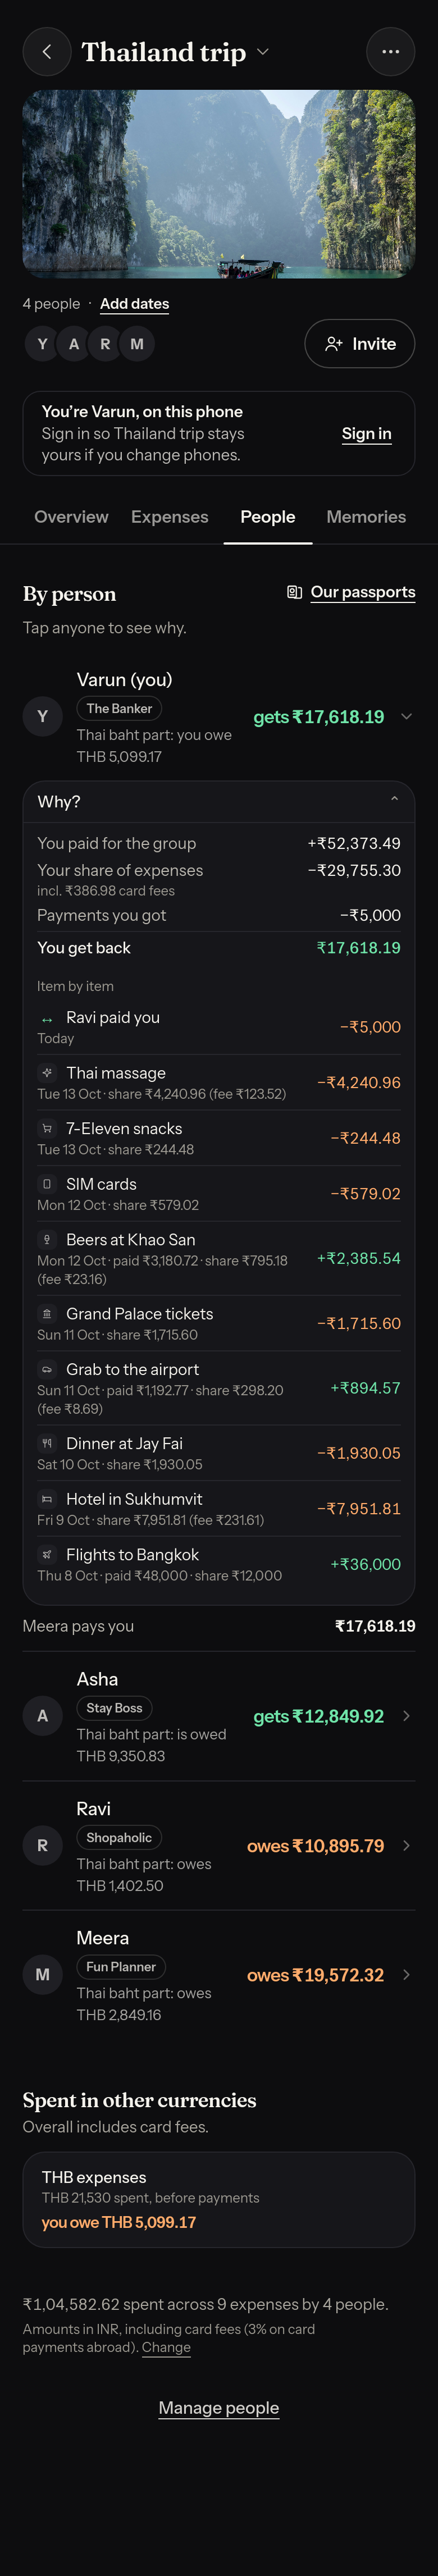 Thailand trip
4 people · Add dates
Y A R M
Invite
You're Varun, on this phone
Sign in so Thailand trip stays
yours if you change phones.
Sign in
Overview Expenses People Memories
By person
Our passports
Tap anyone to see why.
Y
Varun (you)
The Banker
Thai baht part: you owe
THB 5,099.17
gets ₹17,618.19
Why?
You paid for the group +₹52,373.49
Your share of expenses −₹29,755.30
incl. ₹386.98 card fees
Payments you got −₹5,000
You get back ₹17,618.19
Item by item
↔ Ravi paid you
Today
−₹5,000
Thai massage
Tue 13 Oct · share ₹4,240.96 (fee ₹123.52)
−₹4,240.96
7-Eleven snacks
Tue 13 Oct · share ₹244.48
−₹244.48
SIM cards
Mon 12 Oct · share ₹579.02
−₹579.02
Beers at Khao San
Mon 12 Oct · paid ₹3,180.72 · share ₹795.18
(fee ₹23.16)
+₹2,385.54
Grand Palace tickets
Sun 11 Oct · share ₹1,715.60
−₹1,715.60
Grab to the airport
Sun 11 Oct · paid ₹1,192.77 · share ₹298.20
(fee ₹8.69)
+₹894.57
Dinner at Jay Fai
Sat 10 Oct · share ₹1,930.05
−₹1,930.05
Hotel in Sukhumvit
Fri 9 Oct · share ₹7,951.81 (fee ₹231.61)
−₹7,951.81
Flights to Bangkok
Thu 8 Oct · paid ₹48,000 · share ₹12,000
+₹36,000
Meera pays you ₹17,618.19
A
Asha
Stay Boss
Thai baht part: is owed
THB 9,350.83
gets ₹12,849.92
R
Ravi
Shopaholic
Thai baht part: owes
THB 1,402.50
owes ₹10,895.79
M
Meera
Fun Planner
Thai baht part: owes
THB 2,849.16
owes ₹19,572.32
Spent in other currencies
Overall includes card fees.
THB expenses
THB 21,530 spent, before payments
you owe THB 5,099.17
₹1,04,582.62 spent across 9 expenses by 4 people.
Amounts in INR, including card fees (3% on card
payments abroad). Change
Manage people